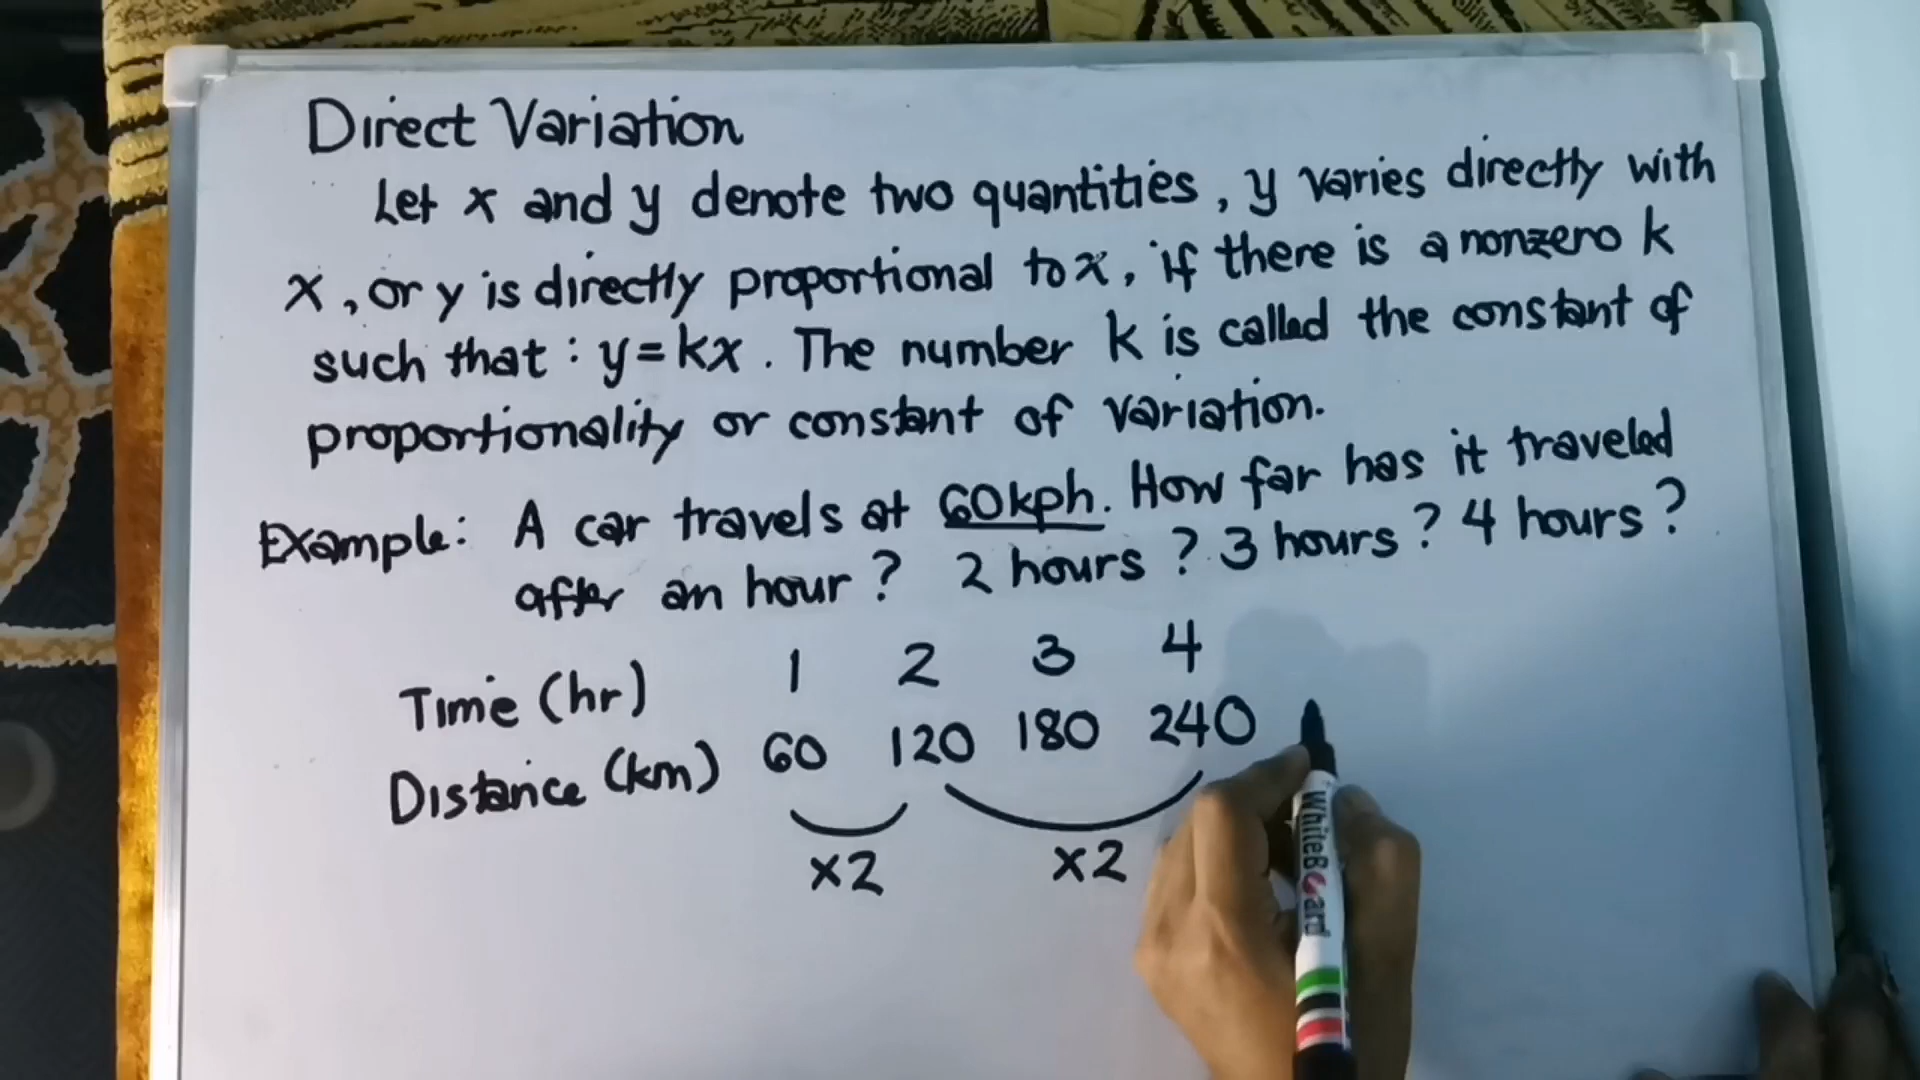 Direct Variation
Let x and y denote two quantities, y varies directly with
x, or y is directly proportional to x, if there is a nonzero k
such that : y=kx. The number k is called the constant of
proportionality or constant of variation.
Example: A car travels at 60kph. How far has it traveled
after an hour? 2 hours? 3 hours? 4 hours?
Time (hr) 1 2 3 4
Distance (km) 60 120 180 240
x2 x2
WhiteBoard